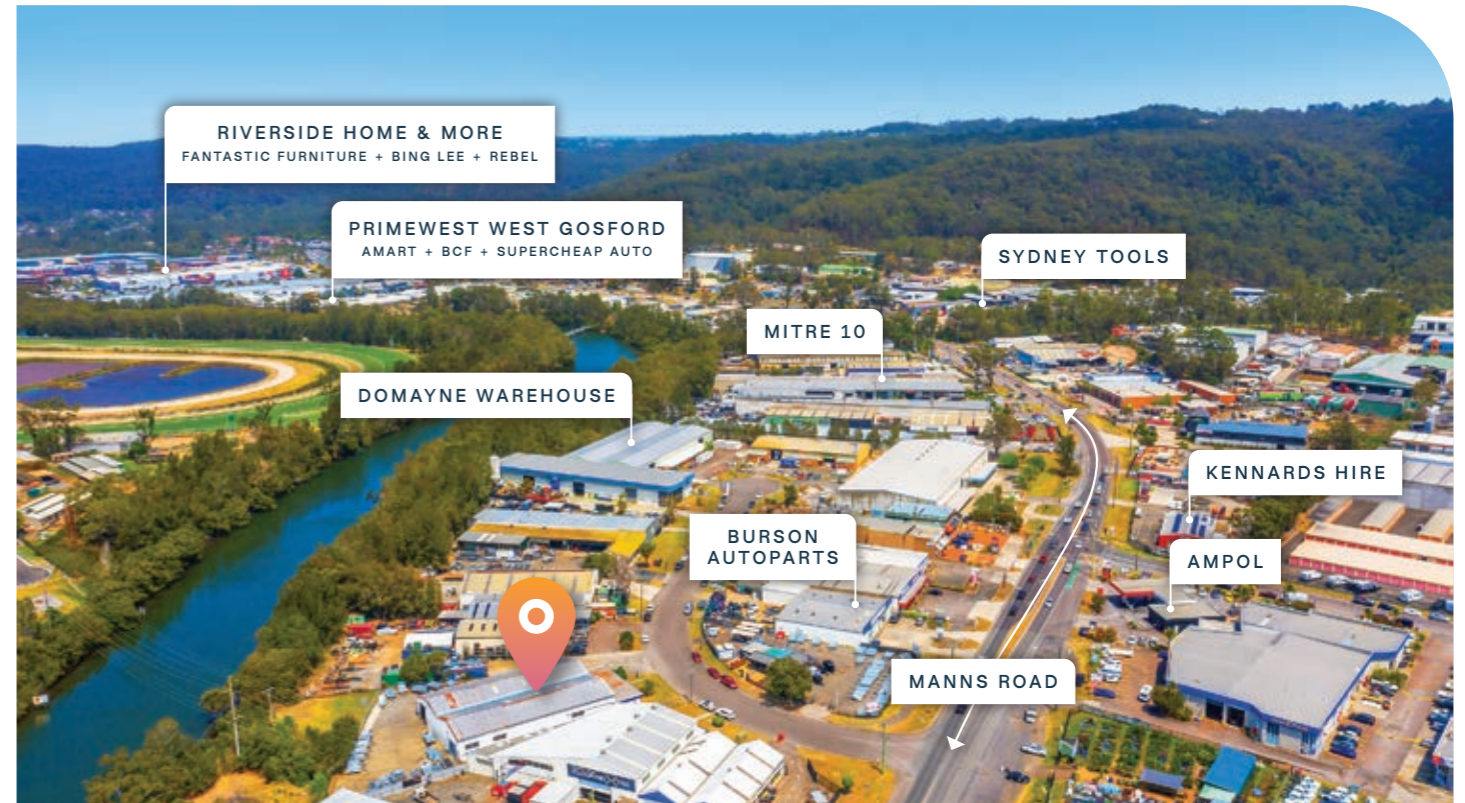 RIVERSIDE HOME & MORE
FANTASTIC FURNITURE + BING LEE + REBEL
PRIMEWEST WEST GOSFORD
AMART + BCF + SUPERCHEAP AUTO
SYDNEY TOOLS
MITRE 10
DOMAYNE WAREHOUSE
KENNARDS HIRE
BURSON
AUTOPARTS
AMPOL
MANNS ROAD